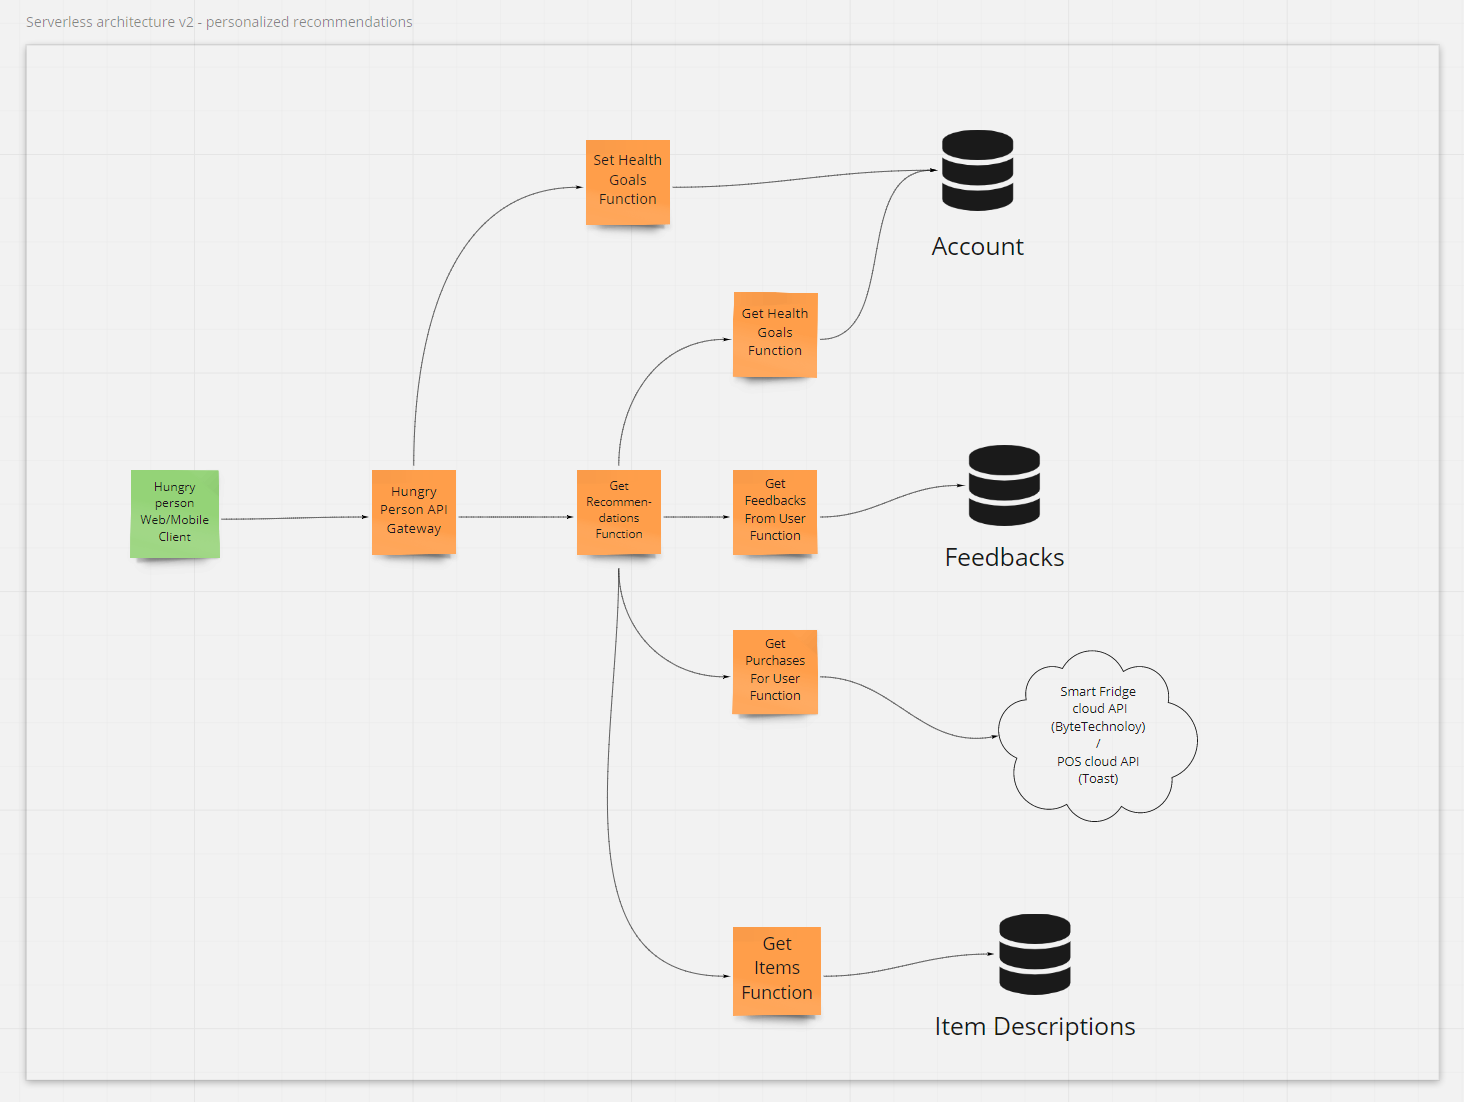 Serverless architecture v2 - personalized recommendations
Set Health
Goals
Function
Account
Get Health
Goals
Function
Hungry
person
Web/Mobile
Client
Hungry
Person API
Gateway
Get
Recommen-
dations
Function
Get
Feedbacks
From User
Function
Feedbacks
Get
Purchases
For User
Function
Smart Fridge
cloud API
(ByteTechnoloy)
/
POS cloud API
(Toast)
Get
Items
Function
Item Descriptions